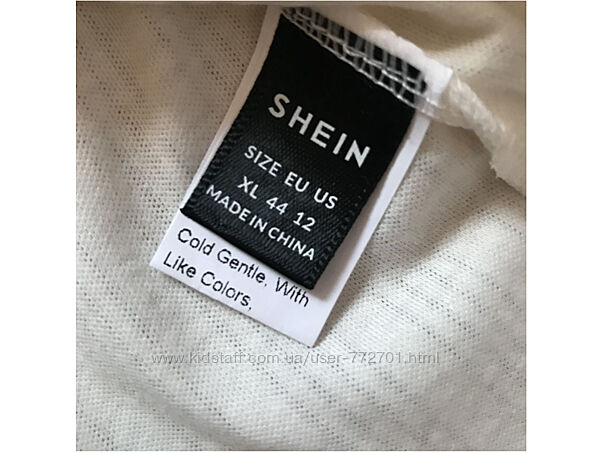 SHEIN
SIZE EU US
XL 44 12
MADE IN CHINA
Cold Gentle, With
Like Colors,
www.kidstaff.com.ua/user-772701.html